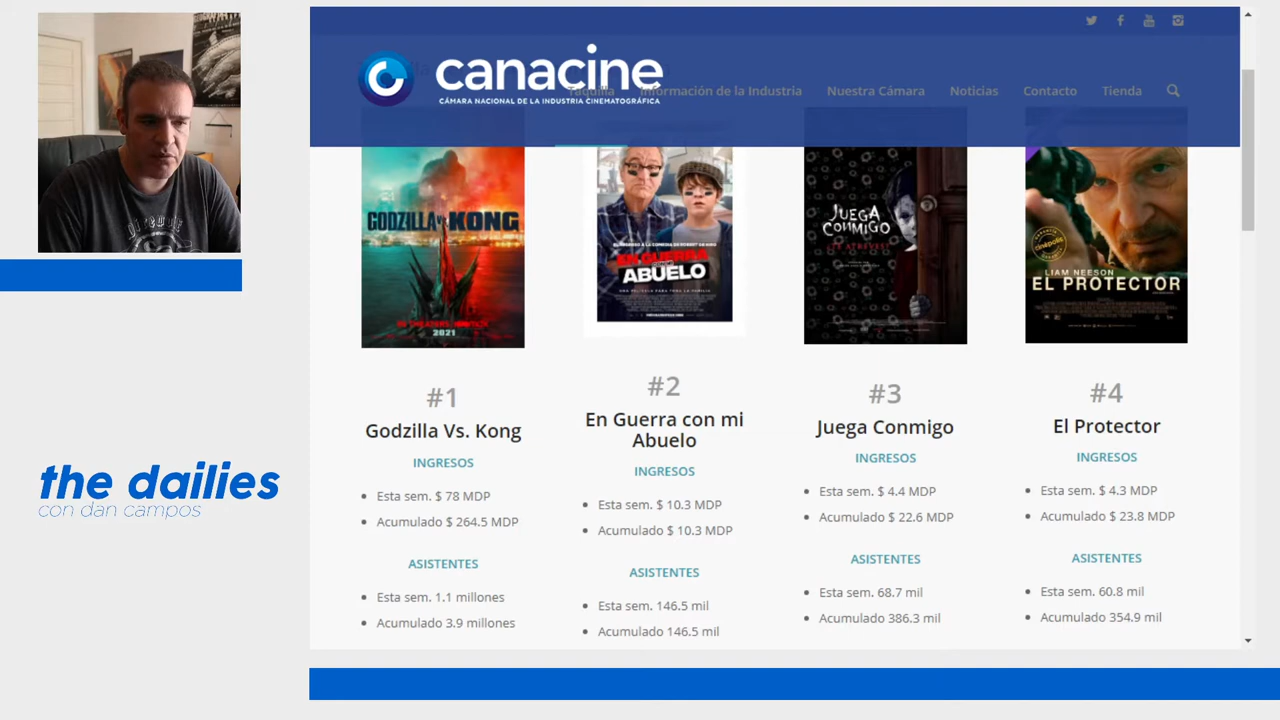 canacine
CÁMARA NACIONAL DE LA INDUSTRIA CINEMATOGRÁFICA
Taquilla
Información de la Industria
Nuestra Cámara
Noticias
Contacto
Tienda
GODZILLA VS. KONG
2021
EN GUERRA
ABUELO
JUEGA
CONMIGO
cinépolis
LIAM NEESON
EL PROTECTOR
#1
Godzilla Vs. Kong
INGRESOS
Esta sem. $ 78 MDP
Acumulado $ 264.5 MDP
ASISTENTES
Esta sem. 1.1 millones
Acumulado 3.9 millones
#2
En Guerra con mi
Abuelo
INGRESOS
Esta sem. $ 10.3 MDP
Acumulado $ 10.3 MDP
ASISTENTES
Esta sem. 146.5 mil
Acumulado 146.5 mil
#3
Juega Conmigo
INGRESOS
Esta sem. $ 4.4 MDP
Acumulado $ 22.6 MDP
ASISTENTES
Esta sem. 68.7 mil
Acumulado 386.3 mil
#4
El Protector
INGRESOS
Esta sem. $ 4.3 MDP
Acumulado $ 23.8 MDP
ASISTENTES
Esta sem. 60.8 mil
Acumulado 354.9 mil
the dailies
con dan campos